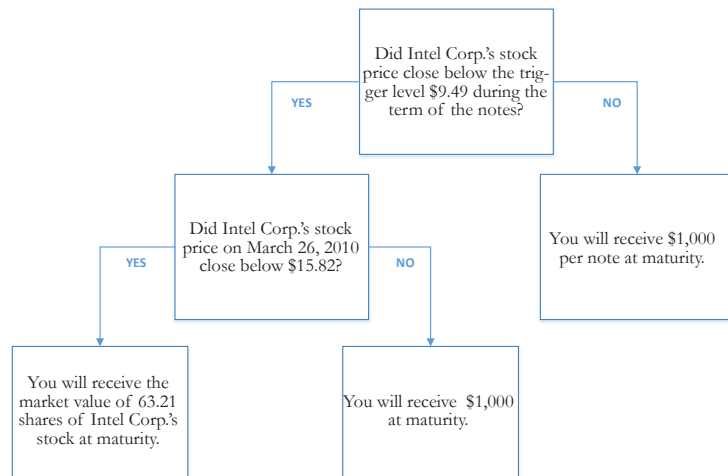 Did Intel Corp.'s stock
price close below the trig-
ger level $9.49 during the
term of the notes?
YES
NO
Did Intel Corp.'s stock
price on March 26, 2010
close below $15.82?
You will receive $1,000
per note at maturity.
YES
NO
You will receive the
market value of 63.21
shares of Intel Corp.'s
stock at maturity.
You will receive $1,000
at maturity.